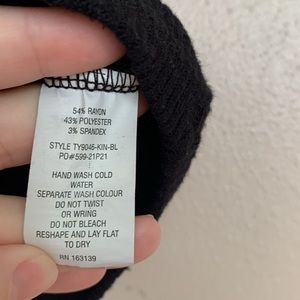 54% RAYON
43% POLYESTER
3% SPANDEX
STYLE TY9046-KIN-BL
PO#599-21P21
HAND WASH COLD
WATER
SEPARATE WASH COLOUR
DO NOT TWIST
OR WRING
DO NOT BLEACH
RESHAPE AND LAY FLAT
TO DRY
RN 163139